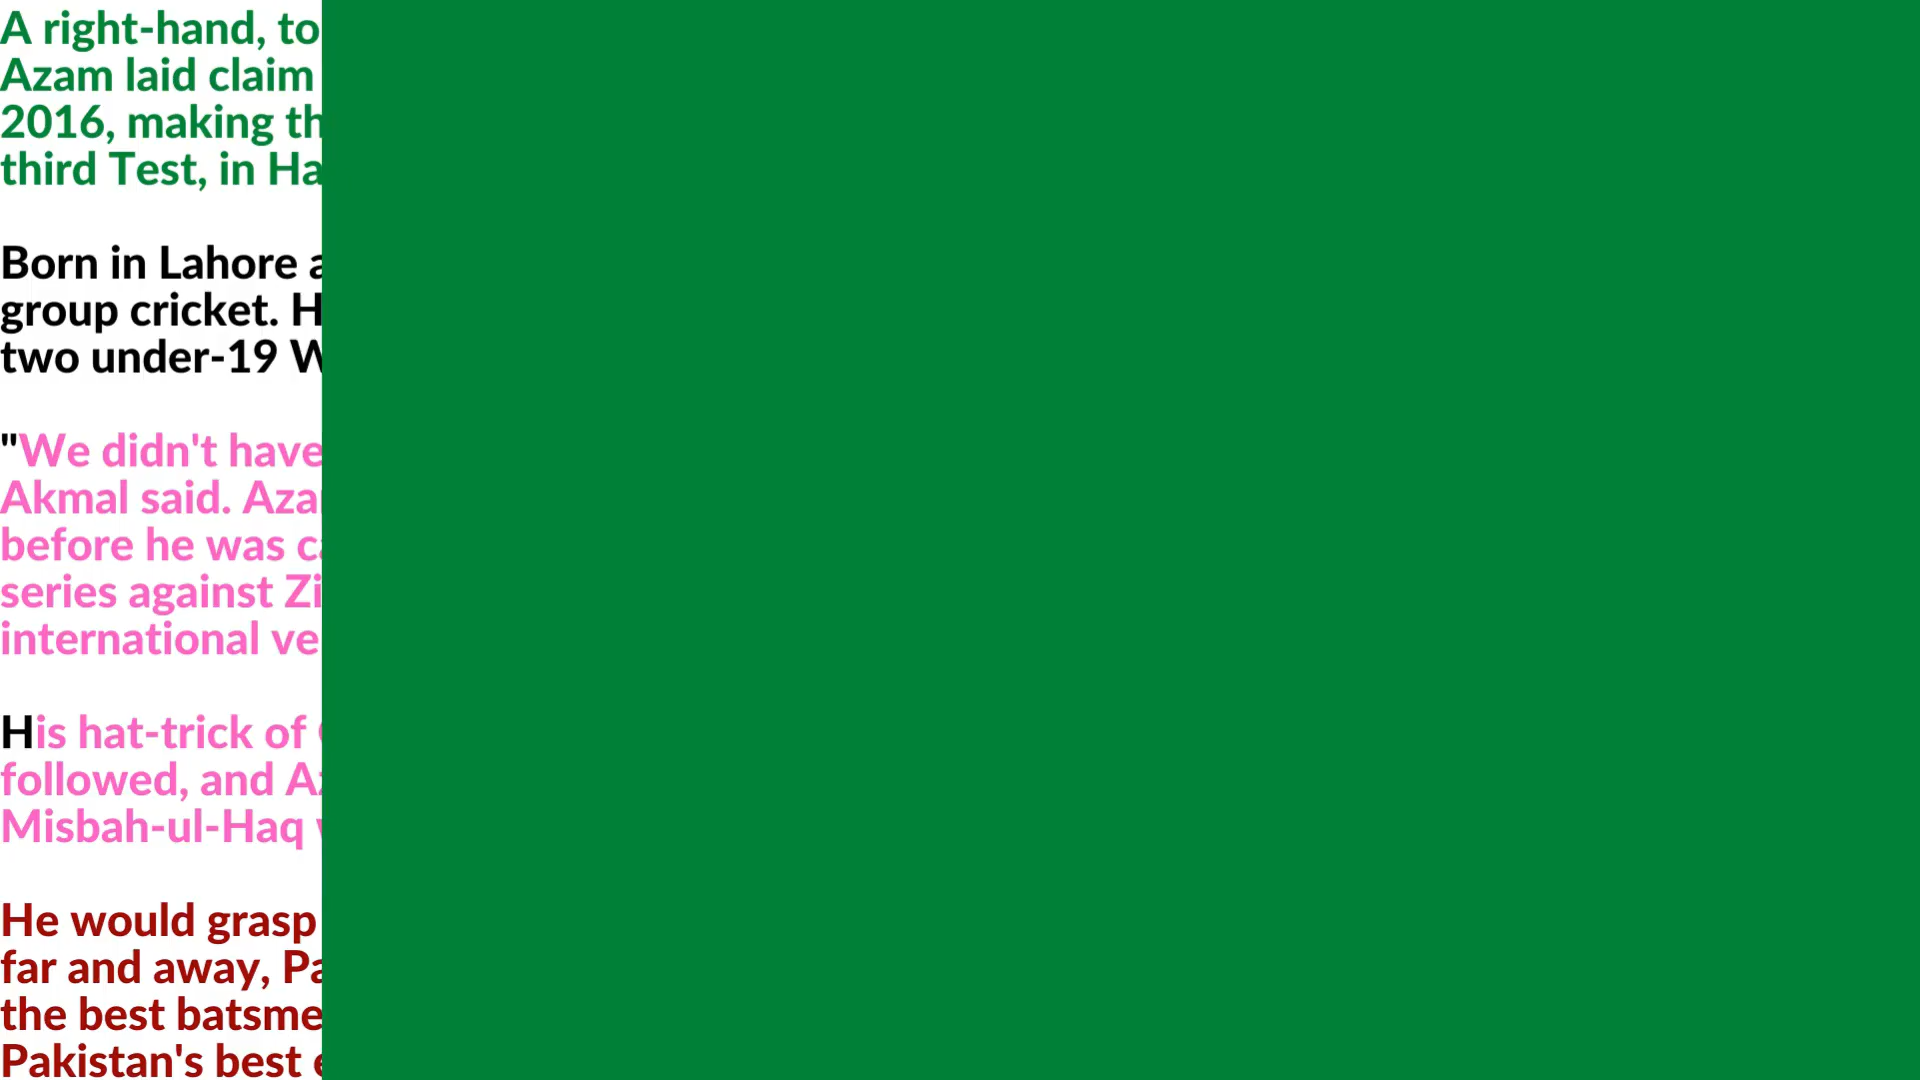 A right-hand, to
Azam laid claim
2016, making th
third Test, in Ha
Born in Lahore
group cricket. H
two under-19 W
"We didn't have
Akmal said. Aza
before he was ca
series against Zi
international ve
His hat-trick of
followed, and Az
Misbah-ul-Haq
He would grasp
far and away, Pa
the best batsme
Pakistan's best